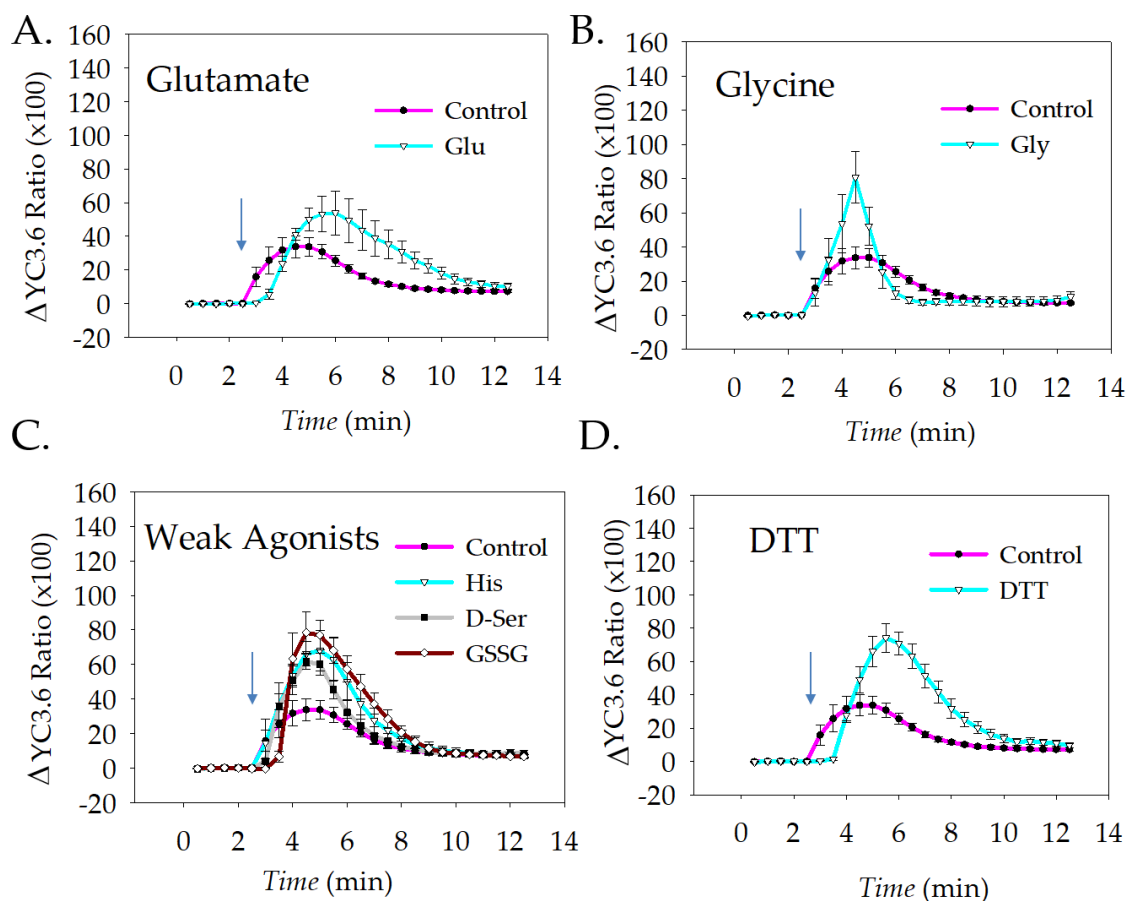 A.
160
140
120
100
80
60
40
20
0
-20
ΔYC3.6 Ratio (x100)
Glutamate
Control
Glu
0 2 4 6 8 10 12 14
Time (min)
B.
160
140
120
100
80
60
40
20
0
-20
ΔYC3.6 Ratio (x100)
Glycine
Control
Gly
0 2 4 6 8 10 12 14
Time (min)
C.
160
140
120
100
80
60
40
20
0
-20
ΔYC3.6 Ratio (x100)
Weak Agonists
Control
His
D-Ser
GSSG
0 2 4 6 8 10 12 14
Time (min)
D.
160
140
120
100
80
60
40
20
0
-20
ΔYC3.6 Ratio (x100)
DTT
Control
DTT
0 2 4 6 8 10 12 14
Time (min)